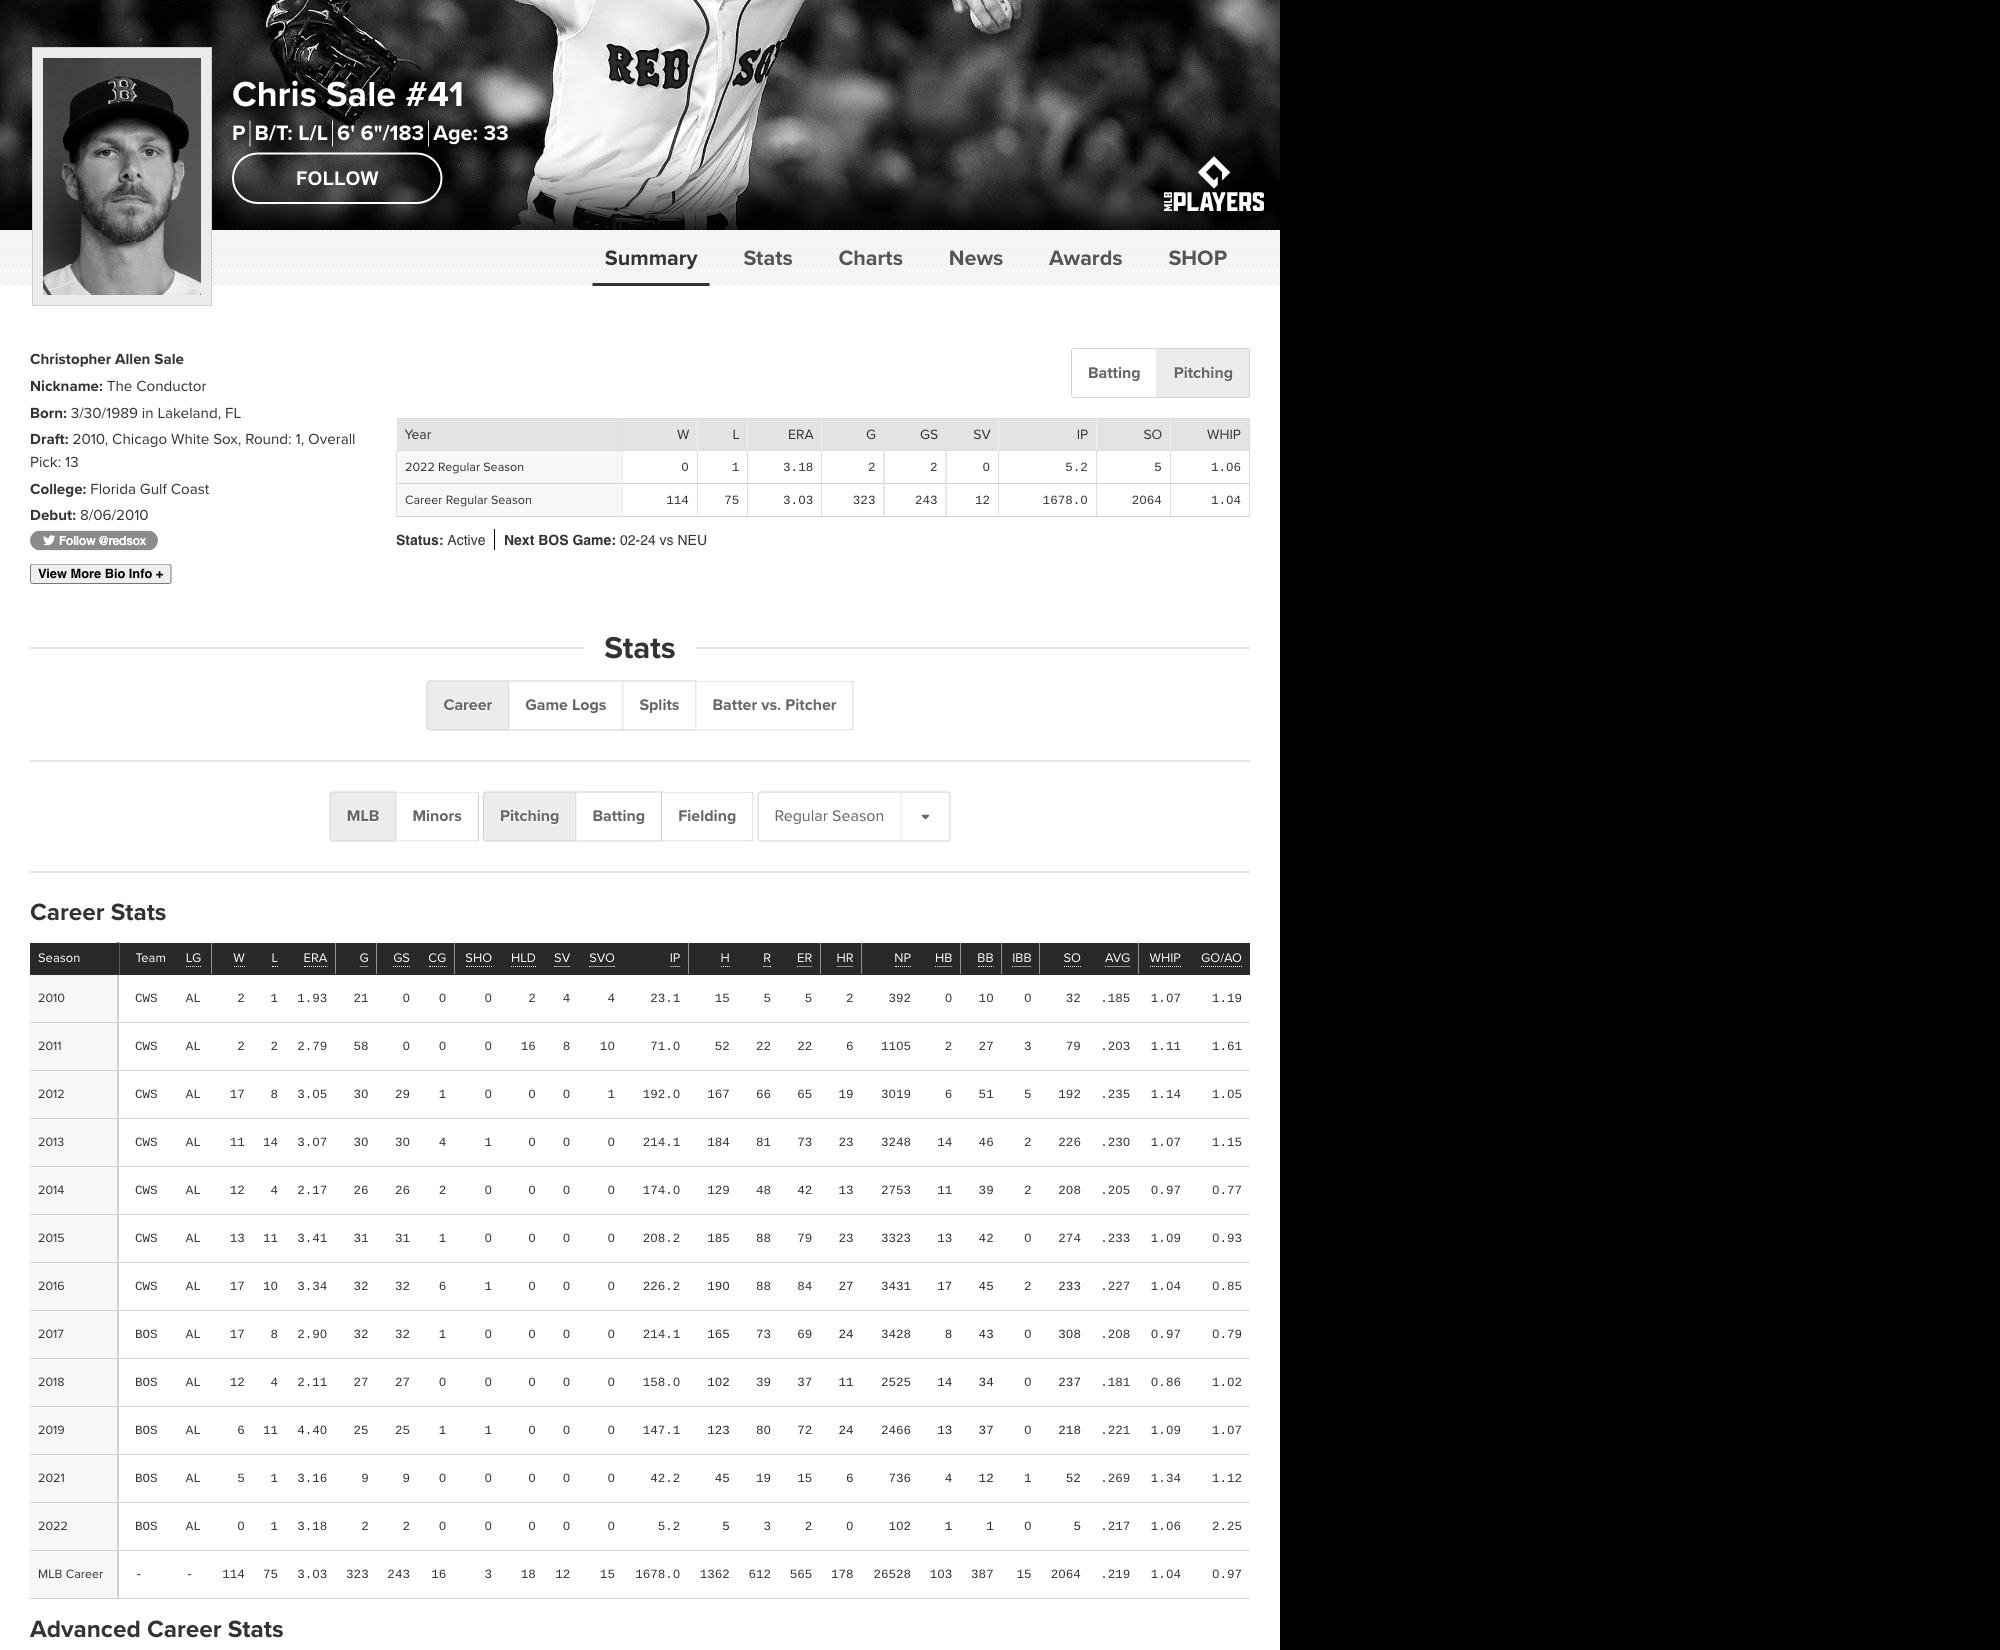 RED SO
Chris Sale #41
P B/T: L/L 6' 6"/183 Age: 33
FOLLOW
MLB PLAYERS
Summary Stats Charts News Awards SHOP
Christopher Allen Sale
Nickname: The Conductor
Born: 3/30/1989 in Lakeland, FL
Draft: 2010, Chicago White Sox, Round: 1, Overall
Pick: 13
College: Florida Gulf Coast
Debut: 8/06/2010
Follow @redsox
View More Bio Info +
Batting Pitching
Year W L ERA G GS SV IP SO WHIP
2022 Regular Season 0 1 3.18 2 2 0 5.2 5 1.06
Career Regular Season 114 75 3.03 323 243 12 1678.0 2064 1.04
Status: Active Next BOS Game: 02-24 vs NEU
Stats
Career Game Logs Splits Batter vs. Pitcher
MLB Minors Pitching Batting Fielding Regular Season
Career Stats
Season Team LG W L ERA G GS CG SHO HLD SV SVO IP H R ER HR NP HB BB IBB SO AVG WHIP GO/AO
2010 CWS AL 2 1 1.93 21 0 0 0 2 4 4 23.1 15 5 5 2 392 0 10 0 32 .185 1.07 1.19
2011 CWS AL 2 2 2.79 58 0 0 0 16 8 10 71.0 52 22 22 6 1105 2 27 3 79 .203 1.11 1.61
2012 CWS AL 17 8 3.05 30 29 1 0 0 0 1 192.0 167 66 65 19 3019 6 51 5 192 .235 1.14 1.05
2013 CWS AL 11 14 3.07 30 30 4 1 0 0 0 214.1 184 81 73 23 3248 14 46 2 226 .230 1.07 1.15
2014 CWS AL 12 4 2.17 26 26 2 0 0 0 0 174.0 129 48 42 13 2753 11 39 2 208 .205 0.97 0.77
2015 CWS AL 13 11 3.41 31 31 1 0 0 0 0 208.2 185 88 79 23 3323 13 42 0 274 .233 1.09 0.93
2016 CWS AL 17 10 3.34 32 32 6 1 0 0 0 226.2 190 88 84 27 3431 17 45 2 233 .227 1.04 0.85
2017 BOS AL 17 8 2.90 32 32 1 0 0 0 0 214.1 165 73 69 24 3428 8 43 0 308 .208 0.97 0.79
2018 BOS AL 12 4 2.11 27 27 0 0 0 0 0 158.0 102 39 37 11 2525 14 34 0 237 .181 0.86 1.02
2019 BOS AL 6 11 4.40 25 25 1 1 0 0 0 147.1 123 80 72 24 2466 13 37 0 218 .221 1.09 1.07
2021 BOS AL 5 1 3.16 9 9 0 0 0 0 0 42.2 45 19 15 6 736 4 12 1 52 .269 1.34 1.12
2022 BOS AL 0 1 3.18 2 2 0 0 0 0 0 5.2 5 3 2 0 102 1 1 0 5 .217 1.06 2.25
MLB Career - - 114 75 3.03 323 243 16 3 18 12 15 1678.0 1362 612 565 178 26528 103 387 15 2064 .219 1.04 0.97
Advanced Career Stats